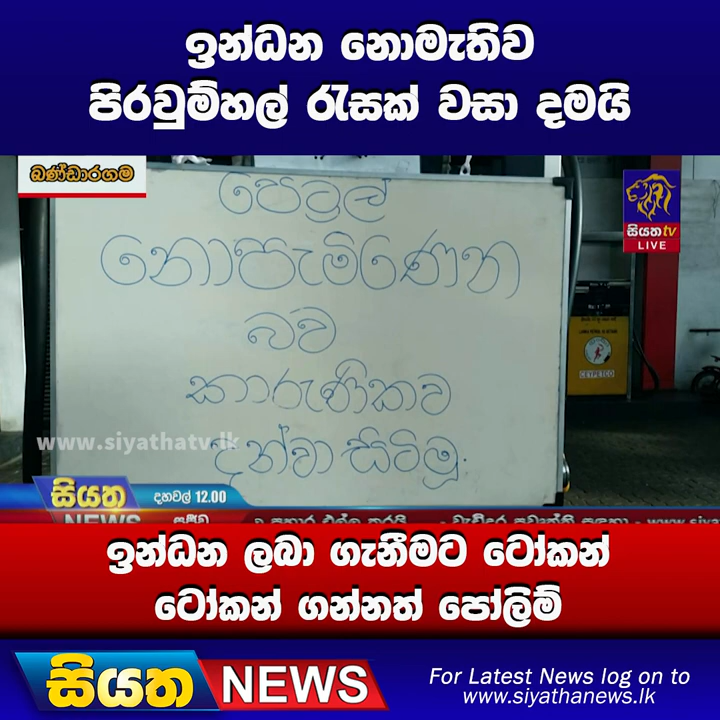 ඉන්ධන නොමැතිව
පිරවුම්හල් රැසක් වසා දමයි
බණ්ඩාරගම
සියත tv
LIVE
පෙට්‍රල්
නොපැමිණෙන
බව
කාරුණිකව
දන්වා සිටිමු.
CEYPETCO
www.siyathatv.lk
සියත
NEWS
දහවල් 12.00
ඉන්ධන ලබා ගැනීමට ටෝකන්
ටෝකන් ගන්නත් පෝලිම්
සියත NEWS
For Latest News log on to
www.siyathanews.lk